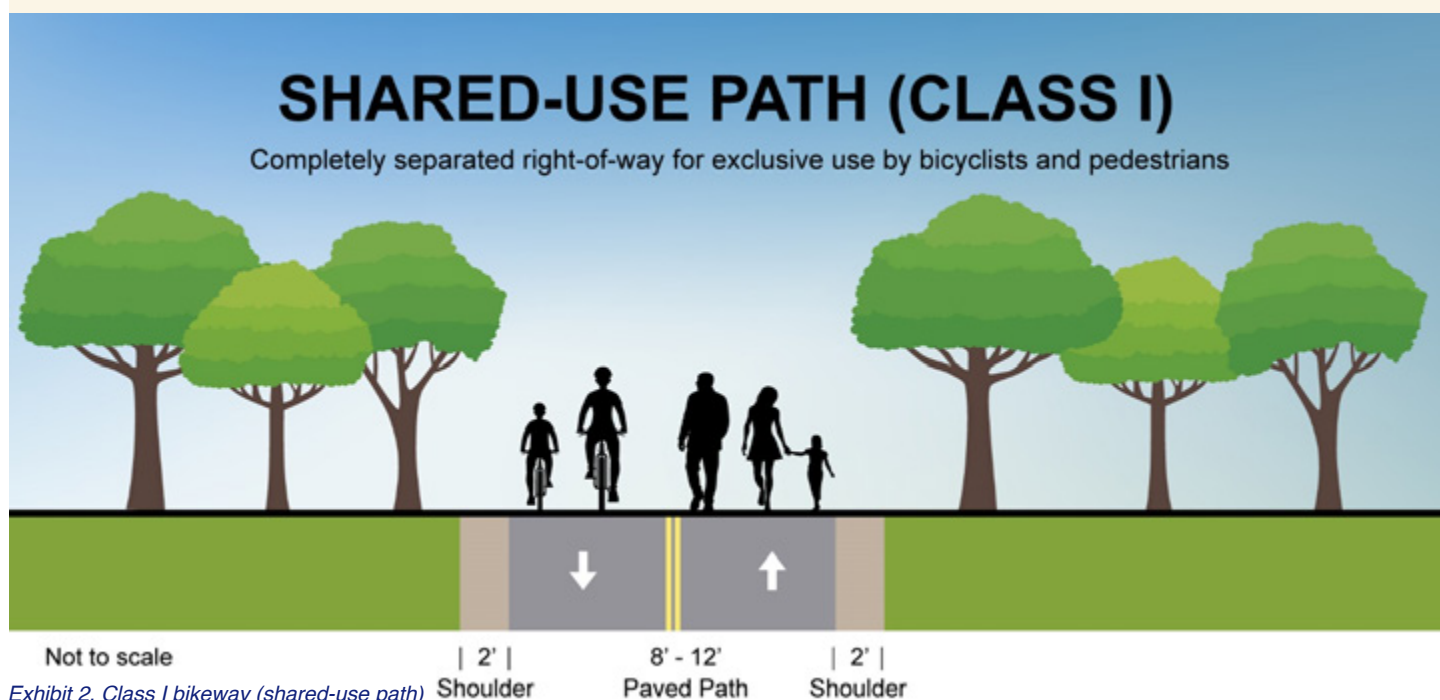 SHARED-USE PATH (CLASS I)
Completely separated right-of-way for exclusive use by bicyclists and pedestrians
Not to scale
| 2’ |
8’ - 12’
| 2’ |
Exhibit 2. Class I bikeway (shared-use path)
Shoulder
Paved Path
Shoulder